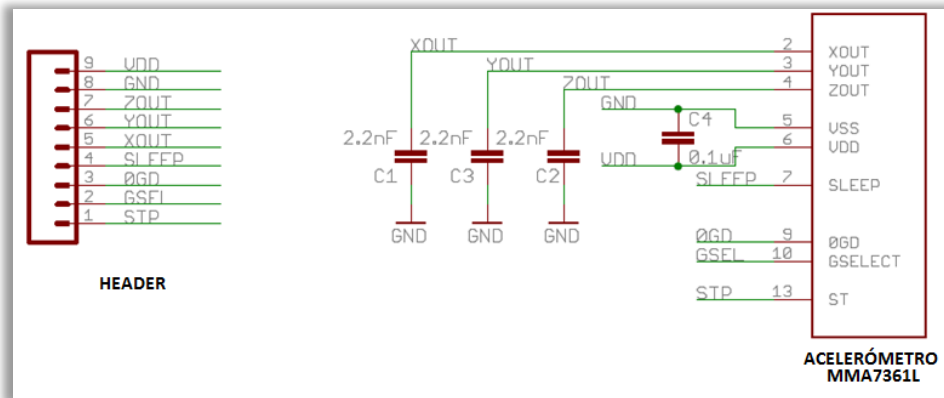 9 VDD
8 GND
7 ZOUT
6 YOUT
5 XOUT
4 SLEEP
3 0GD
2 GSEL
1 STP
HEADER
XOUT
YOUT
ZOUT
GND
VDD
SLEEP
0GD
GSEL
STP
2.2nF 2.2nF 2.2nF
C1 C3 C2
GND GND GND
C4
0.1uF
2 XOUT
3 YOUT
4 ZOUT
5 VSS
6 VDD
7 SLEEP
9 0GD
10 GSELECT
13 ST
ACELERÓMETRO
MMA7361L